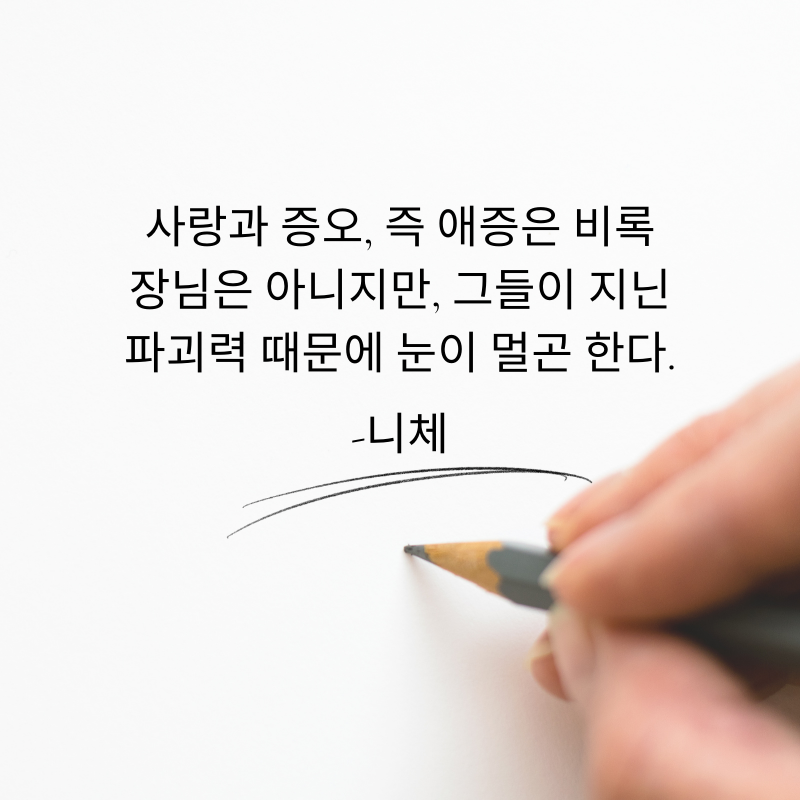 사랑과 증오, 즉 애증은 비록
장님은 아니지만, 그들이 지닌
파괴력 때문에 눈이 멀곤 한다.
-니체